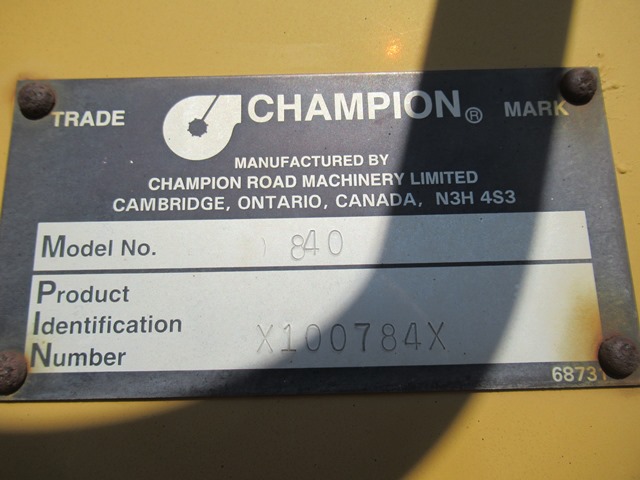 TRADE CHAMPION® MARK
MANUFACTURED BY
CHAMPION ROAD MACHINERY LIMITED
CAMBRIDGE, ONTARIO, CANADA, N3H 4S3
Model No. 840
Product
Identification X100784X
Number